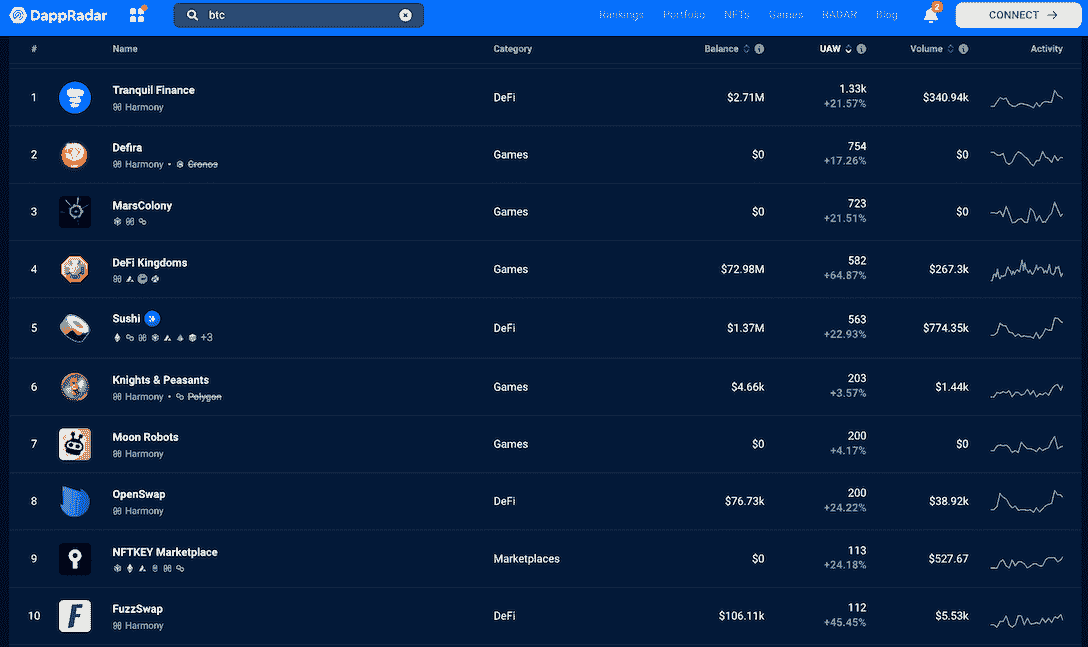 DappRadar btc Rankings Portfolio NFTs Games RADAR Blog 2 CONNECT →
# Name Category Balance UAW Volume Activity
1 Tranquil Finance DeFi $2.71M 1.33k $340.94k
Harmony +21.57%
2 Defira Games $0 754 $0
Harmony • Cronos +17.26%
3 MarsColony Games $0 723 $0
+21.51%
4 DeFi Kingdoms Games $72.98M 582 $267.3k
+64.87%
5 Sushi DeFi $1.37M 563 $774.35k
+3 +22.93%
6 Knights & Peasants Games $4.66k 203 $1.44k
Harmony • Polygon +3.57%
7 Moon Robots Games $0 200 $0
Harmony +4.17%
8 OpenSwap DeFi $76.73k 200 $38.92k
Harmony +24.22%
9 NFTKEY Marketplace Marketplaces $0 113 $527.67
+24.18%
10 FuzzSwap DeFi $106.11k 112 $5.53k
Harmony +45.45%